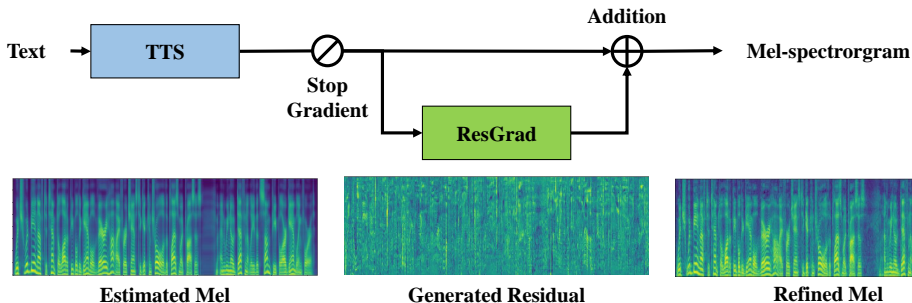 Addition
Text
TTS
Mel-spectrorgram
Stop
Gradient
ResGrad
Estimated Mel
Generated Residual
Refined Mel